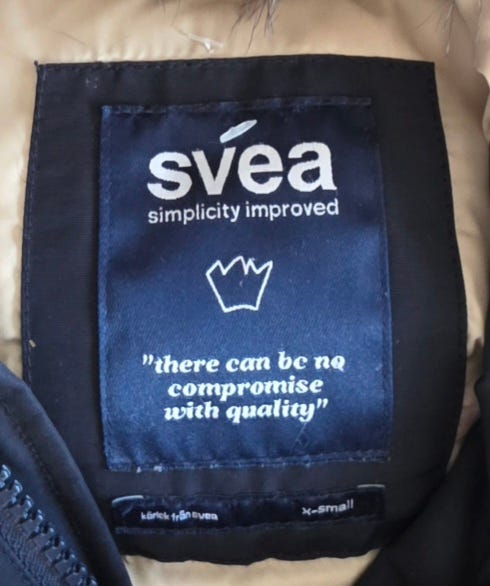 svea
simplicity improved
"there can be no
compromise
with quality"
kärlek från svea
x-small